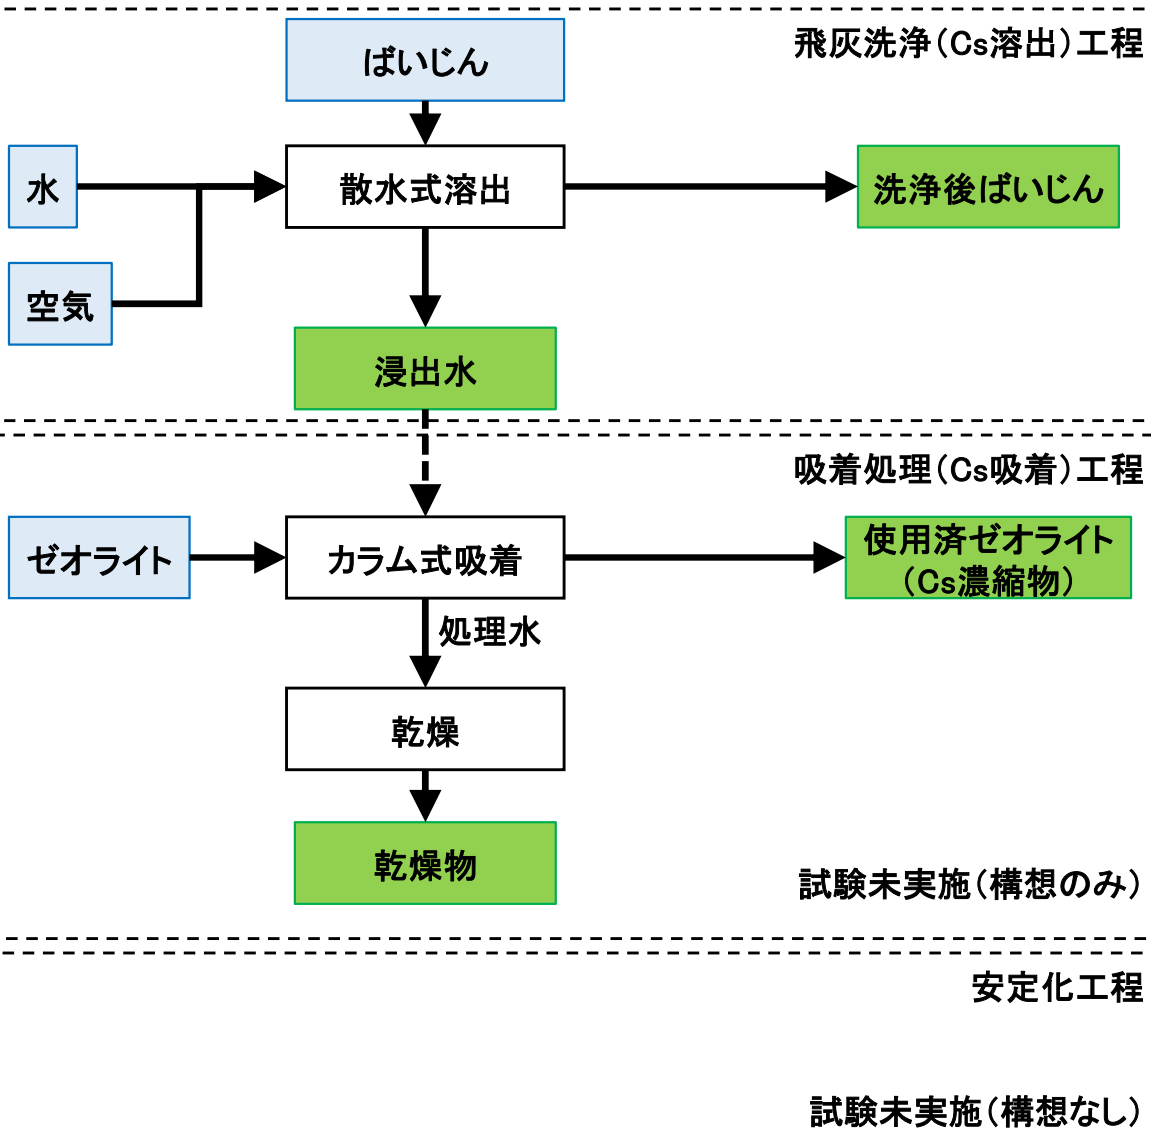 飛灰洗浄(Cs溶出)工程
ばいじん
水
散水式溶出
洗浄後ばいじん
空気
浸出水
吸着処理(Cs吸着)工程
ゼオライト
カラム式吸着
使用済ゼオライト
(Cs濃縮物)
処理水
乾燥
乾燥物
試験未実施(構想のみ)
安定化工程
試験未実施(構想なし)